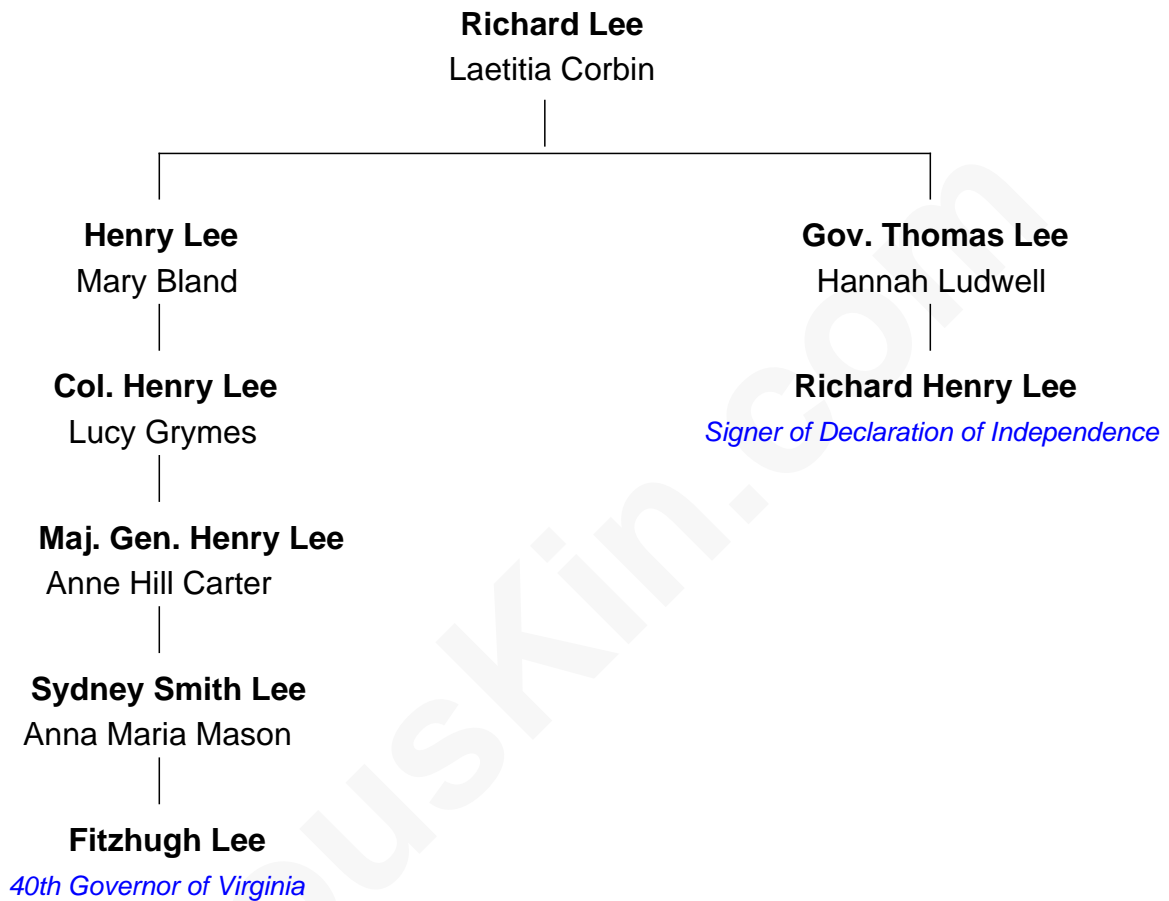 Richard Lee
Laetitia Corbin
Henry Lee
Mary Bland
Gov. Thomas Lee
Hannah Ludwell
Col. Henry Lee
Lucy Grymes
Richard Henry Lee
Signer of Declaration of Independence
Maj. Gen. Henry Lee
Anne Hill Carter
Sydney Smith Lee
Anna Maria Mason
Fitzhugh Lee
40th Governor of Virginia
ousKin.com